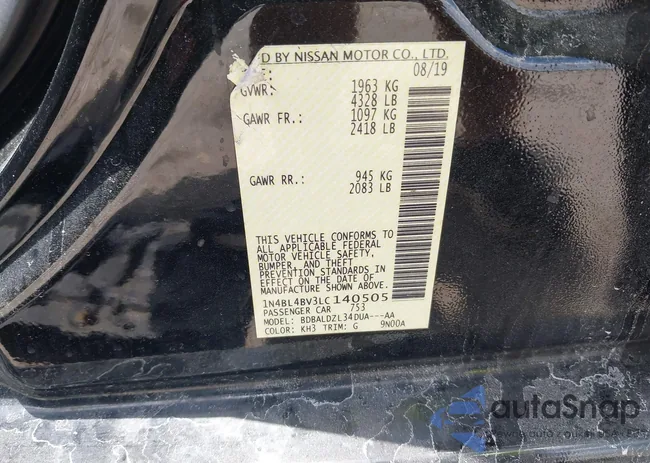 D BY NISSAN MOTOR CO., LTD.
E: 08/19
GVWR: 1963 KG
4328 LB
GAWR FR.: 1097 KG
2418 LB
GAWR RR.: 945 KG
2083 LB
THIS VEHICLE CONFORMS TO
ALL APPLICABLE FEDERAL
MOTOR VEHICLE SAFETY,
BUMPER, AND THEFT
PREVENTION STANDARDS IN
EFFECT ON THE DATE OF
MANUFACTURE SHOWN ABOVE.
1N4BL4BV3LC140505
PASSENGER CAR 753
MODEL: BDBALDZL34DUA---AA
COLOR: KH3 TRIM: G 9N00A
autaSnap